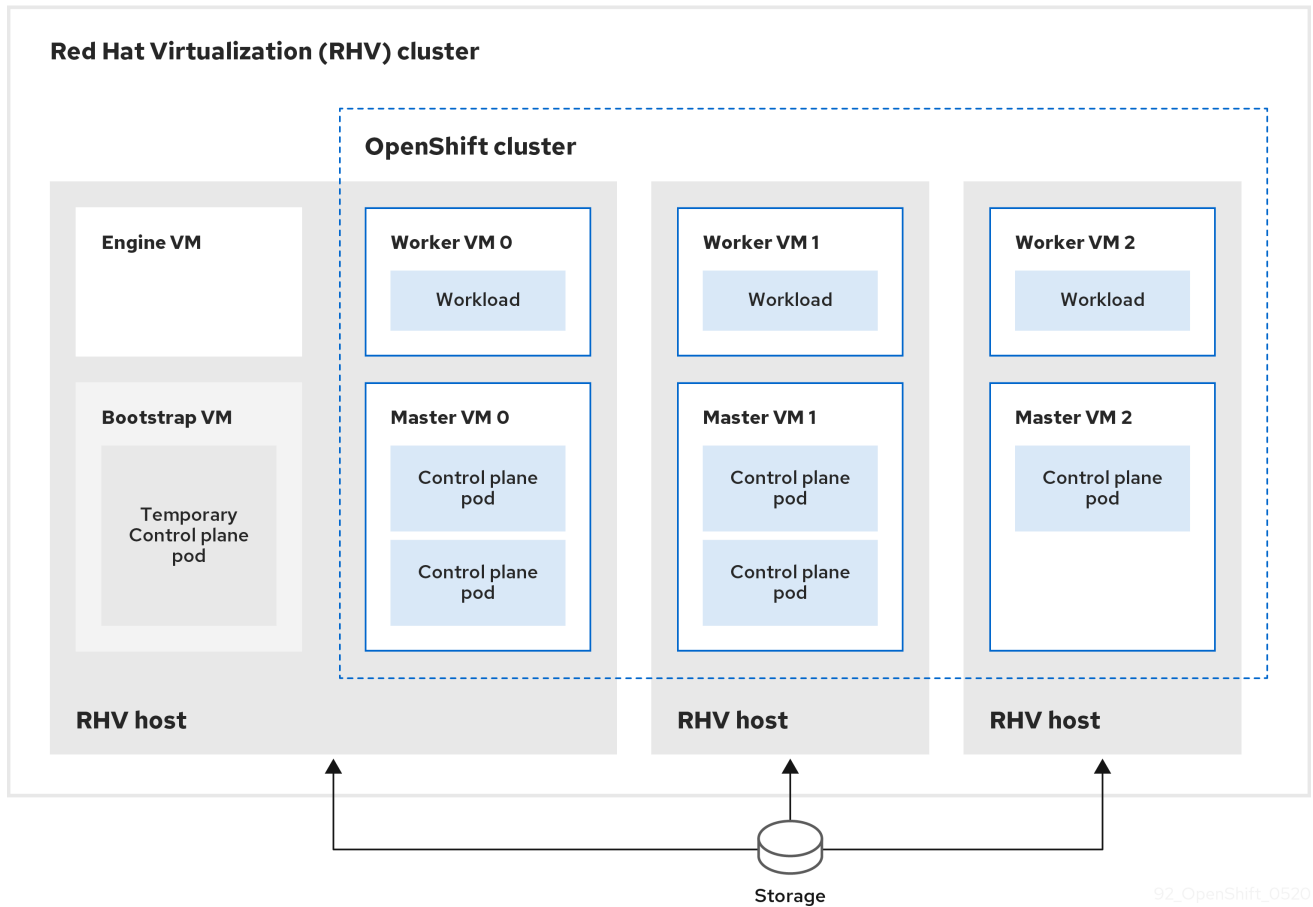 Red Hat Virtualization (RHV) cluster
OpenShift cluster
Engine VM
Worker VM 0
Workload
Worker VM 1
Workload
Worker VM 2
Workload
Bootstrap VM
Temporary
Control plane
pod
Master VM 0
Control plane
pod
Control plane
pod
Master VM 1
Control plane
pod
Control plane
pod
Master VM 2
Control plane
pod
RHV host
RHV host
RHV host
Storage
92_OpenShift_0520